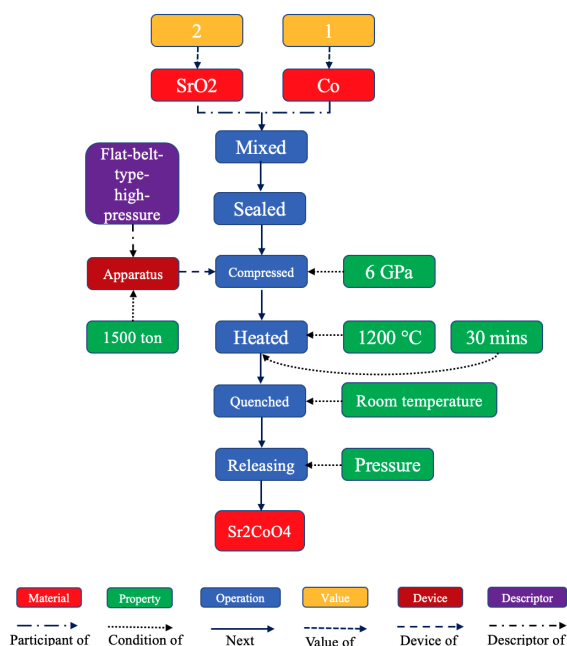 2 1
SrO2 Co
Mixed
Flat-belt-
type-
high-
pressure
Sealed
Apparatus Compressed 6 GPa
1500 ton Heated 1200 °C 30 mins
Quenched Room temperature
Releasing Pressure
Sr2CoO4
Material Property Operation Value Device Descriptor
Participant of Condition of Next Value of Device of Descriptor of